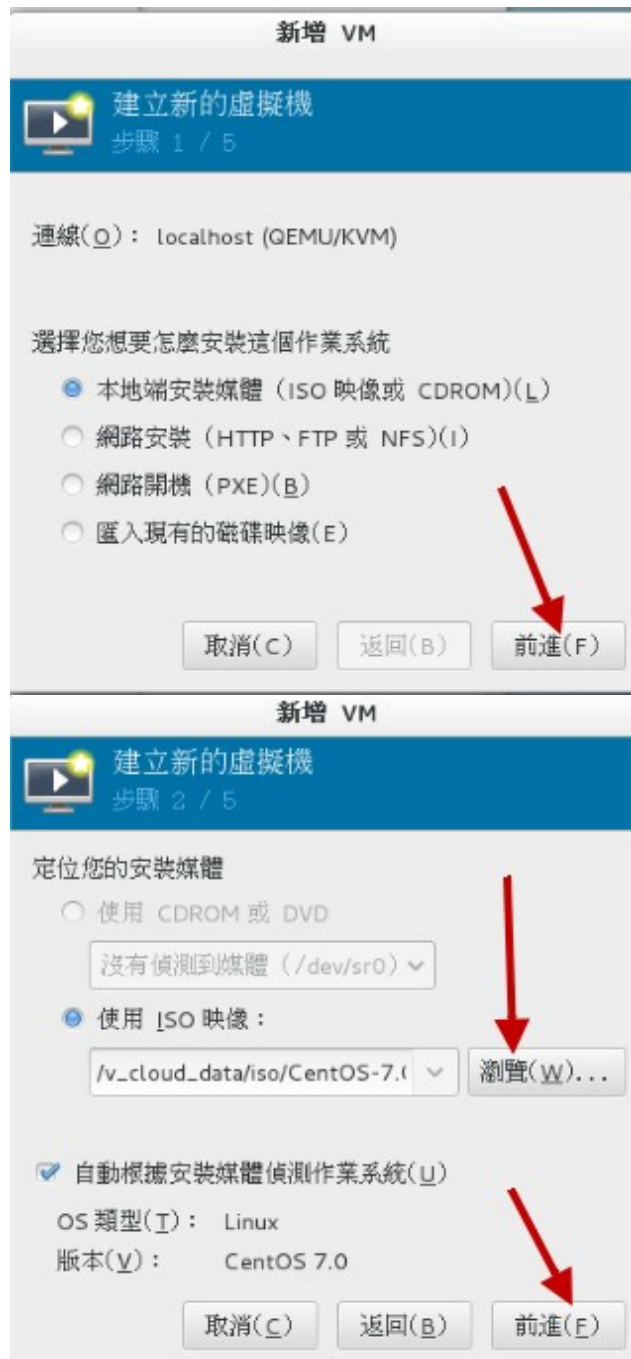 新增 VM
建立新的虛擬機
步驟 1 / 5
連線(O)： localhost (QEMU/KVM)
選擇您想要怎麼安裝這個作業系統
本地端安裝媒體（ISO 映像或 CDROM)(L)
網路安裝（HTTP、FTP 或 NFS)(I)
網路開機（PXE)(B)
匯入現有的磁碟映像(E)
取消(C) 返回(B) 前進(F)
新增 VM
建立新的虛擬機
步驟 2 / 5
定位您的安裝媒體
使用 CDROM 或 DVD
沒有偵測到媒體（/dev/sr0)
使用 ISO 映像：
/v_cloud_data/iso/CentOS-7.( 瀏覽(W)...
自動根據安裝媒體偵測作業系統(U)
OS 類型(T)： Linux
版本(V)： CentOS 7.0
取消(C) 返回(B) 前進(F)